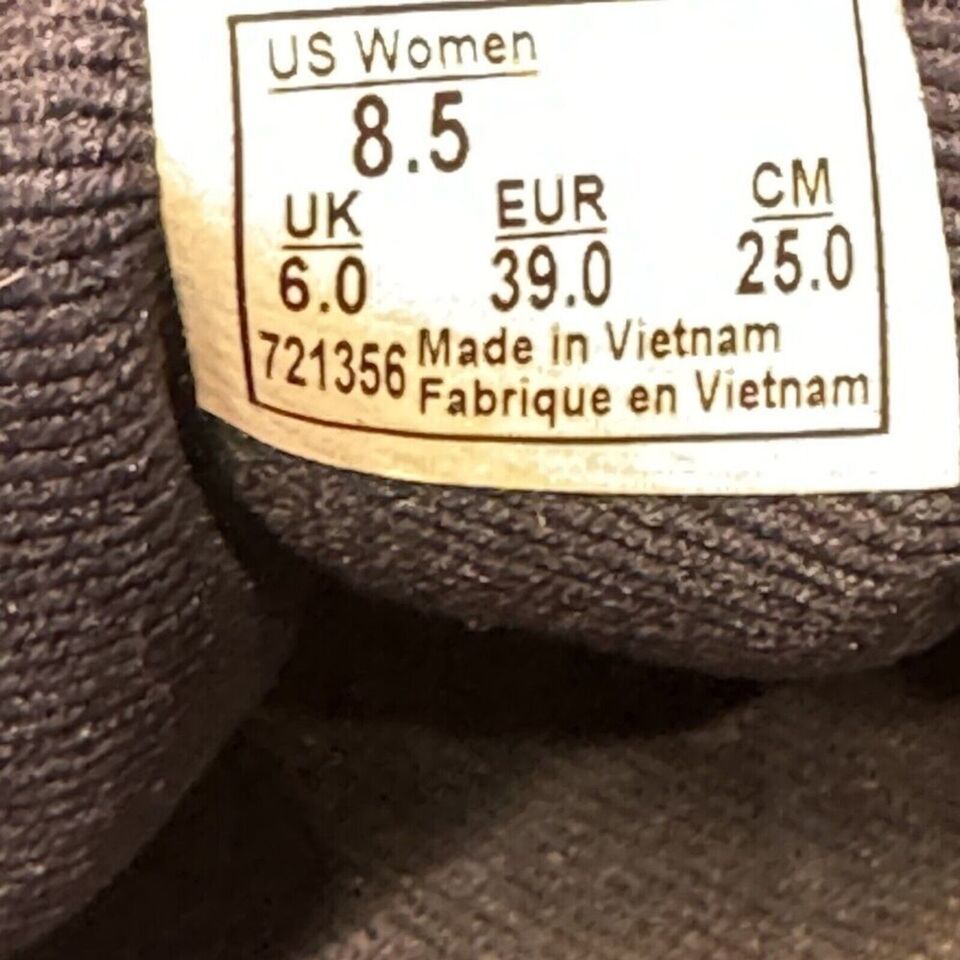 US Women
8.5
UK EUR CM
6.0 39.0 25.0
721356 Made in Vietnam
Fabrique en Vietnam